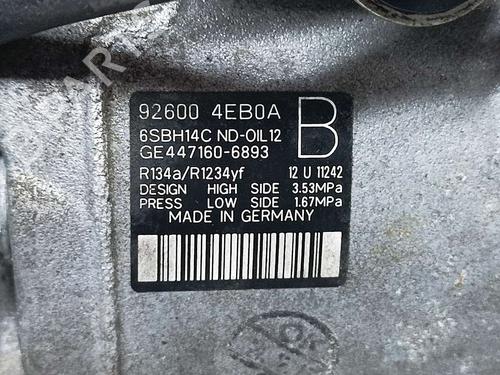 92600 4EB0A
6SBH14C ND-OIL12
B
GE447160-6893
R134a/R1234yf 12 U 11242
DESIGN HIGH SIDE 3.53MPa
PRESS LOW SIDE 1.67MPa
MADE IN GERMANY
OK